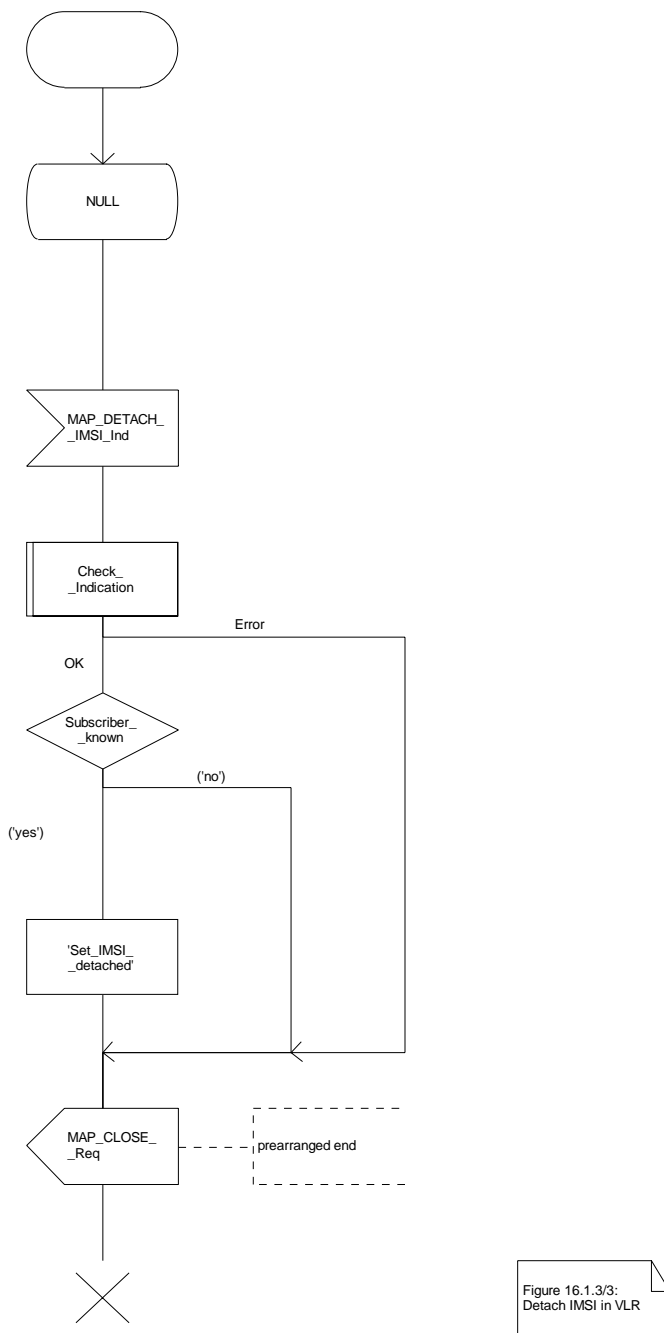 NULL
MAP_DETACH_
_IMSI_Ind
Check_
_Indication
Error
OK
Subscriber_
_known
('no')
('yes')
'Set_IMSI_
_detached'
MAP_CLOSE_
_Req
prearranged end
Figure 16.1.3/3:
Detach IMSI in VLR